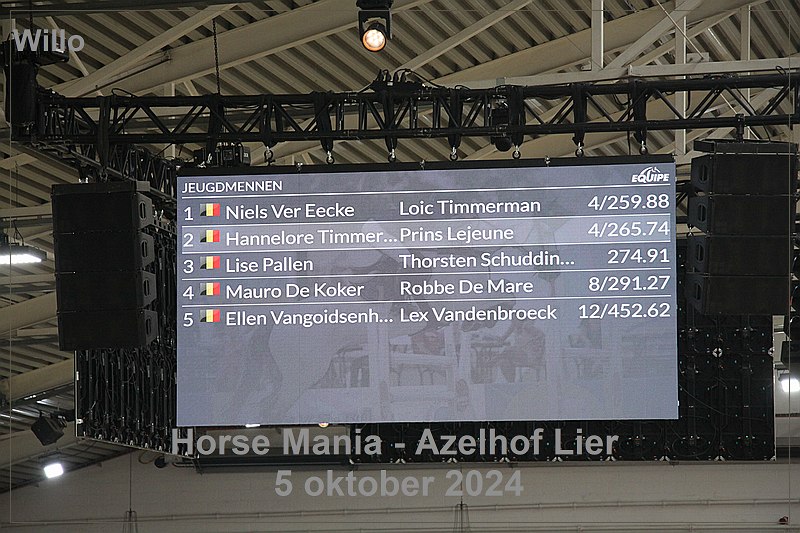 Willo
JEUGDMENNEN
EQUIPE
1 Niels Ver Eecke Loic Timmerman 4/259.88
2 Hannelore Timmer... Prins Lejeune 4/265.74
3 Lise Pallen Thorsten Schuddin... 274.91
4 Mauro De Koker Robbe De Mare 8/291.27
5 Ellen Vangoidsenh... Lex Vandenbroeck 12/452.62
Horse Mania - Azelhof Lier
5 oktober 2024